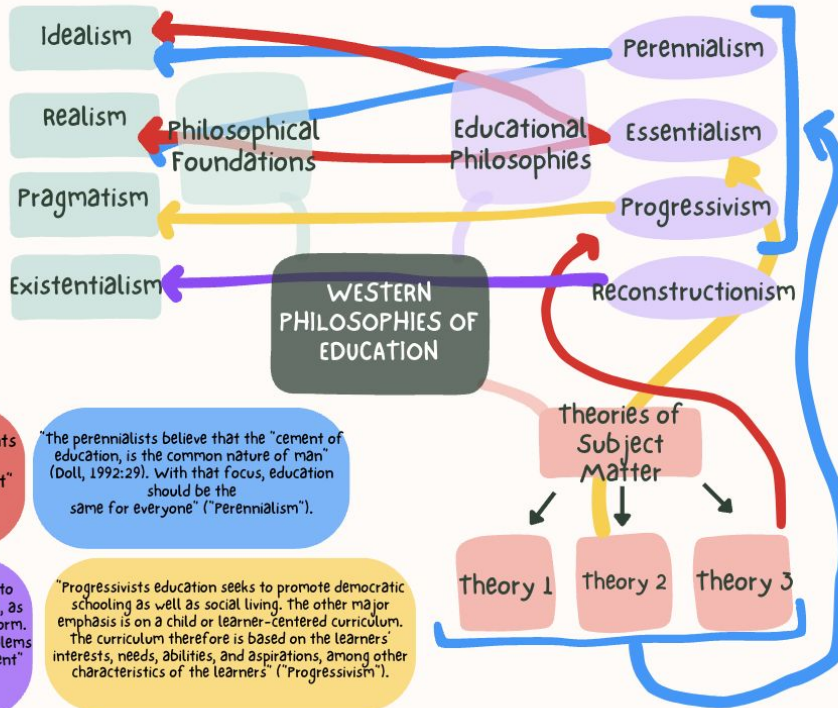 Idealism
Realism
Pragmatism
Existentialism
Philosophical
Foundations
Educational
Philosophies
Perennialism
Essentialism
Progressivism
Reconstructionism
WESTERN
PHILOSOPHIES OF
EDUCATION
Theories of
Subject
Matter
Theory 1
Theory 2
Theory 3
"The perennialists believe that the "cement of
education, is the common nature of man"
(Doll, 1992:29). With that focus, education
should be the
same for everyone" ("Perennialism").
to
, as
orm.
"Progressivists education seeks to promote democratic
schooling as well as social living. The other major
emphasis is on a child or learner-centered curriculum.
The curriculum therefore is based on the learners'
interests, needs, abilities, and aspirations, among other
characteristics of the learners" ("Progressivism").